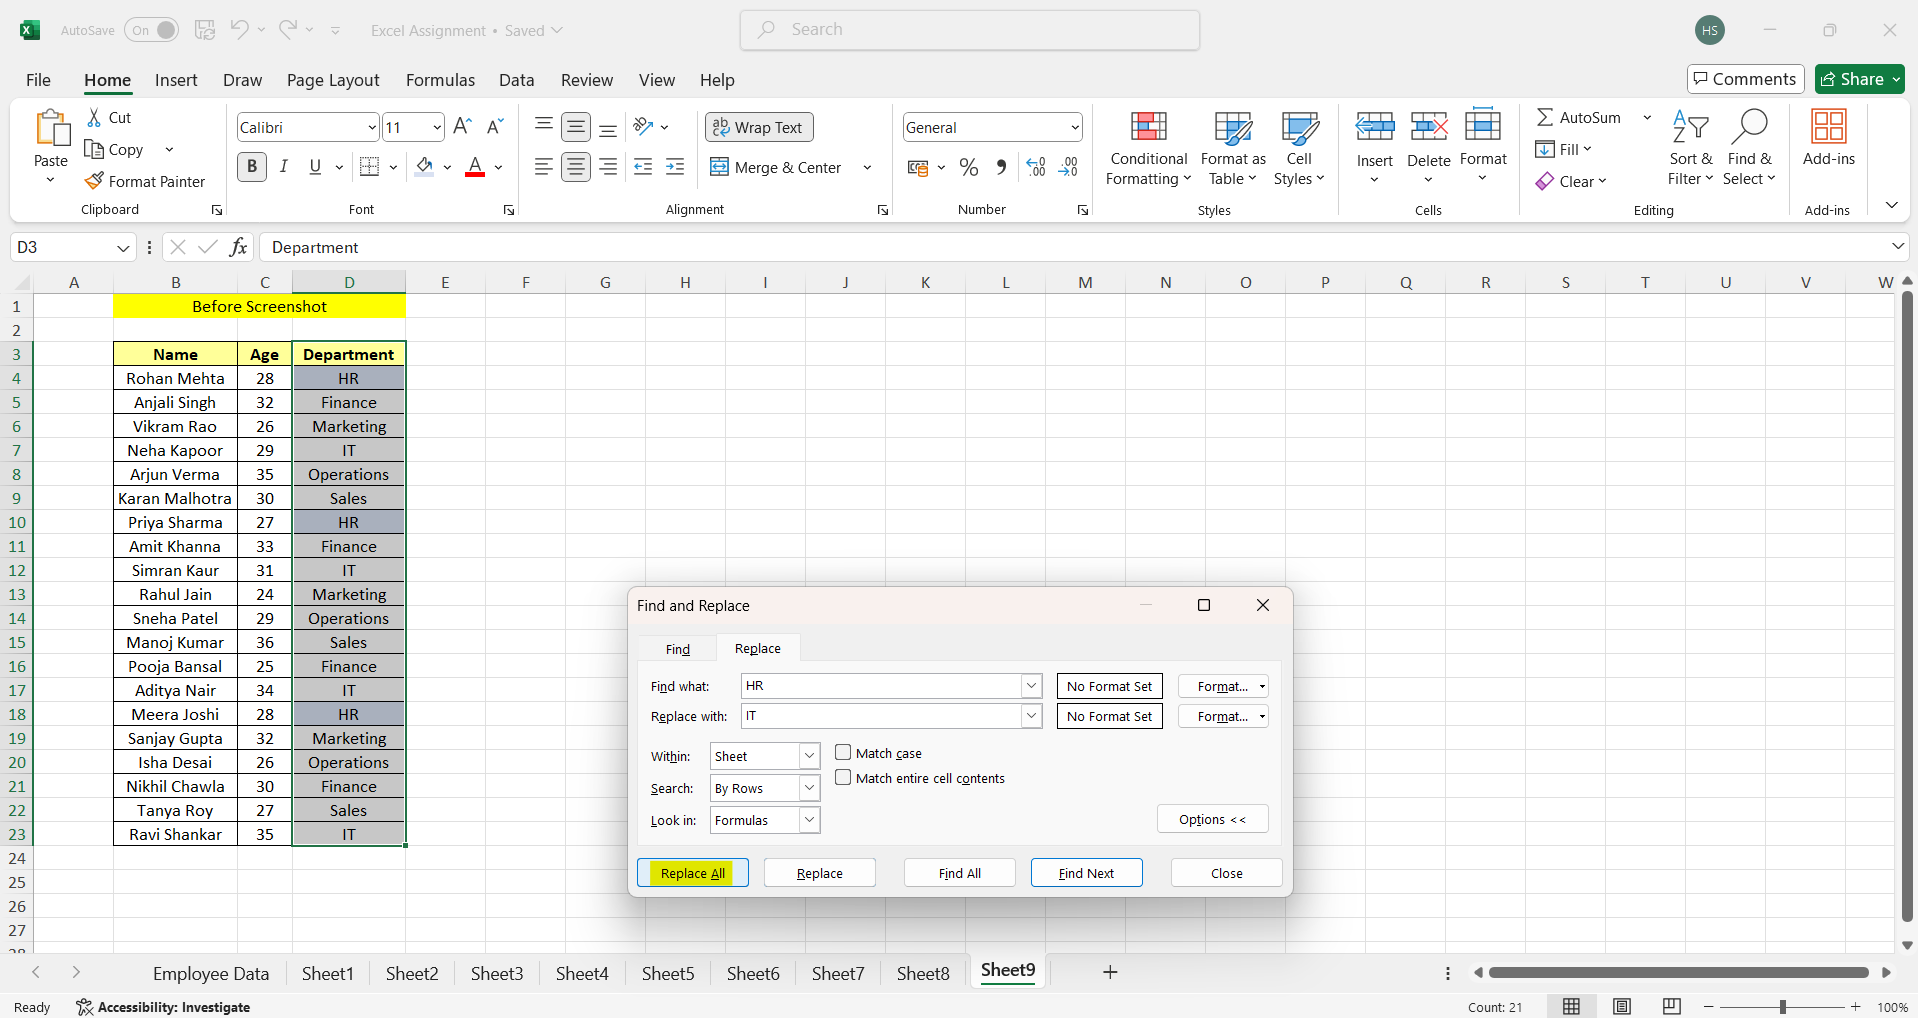 AutoSave On Excel Assignment • Saved Search HS
File Home Insert Draw Page Layout Formulas Data Review View Help Comments Share
Paste
Cut
Copy
Format Painter
Clipboard
Calibri 11
B I U A
Font
Wrap Text
Merge & Center
Alignment
General
% 9 .00 .00
Number
Conditional Formatting
Format as Table
Cell Styles
Styles
Insert Delete Format
Cells
AutoSum
Fill
Clear
Sort & Filter
Find & Select
Editing
Add-ins
Add-ins
D3 fx Department
A B C D E F G H I J K L M N O P Q R S T U V W
1 Before Screenshot
2
3 Name Age Department
4 Rohan Mehta 28 HR
5 Anjali Singh 32 Finance
6 Vikram Rao 26 Marketing
7 Neha Kapoor 29 IT
8 Arjun Verma 35 Operations
9 Karan Malhotra 30 Sales
10 Priya Sharma 27 HR
11 Amit Khanna 33 Finance
12 Simran Kaur 31 IT
13 Rahul Jain 24 Marketing
14 Sneha Patel 29 Operations
15 Manoj Kumar 36 Sales
16 Pooja Bansal 25 Finance
17 Aditya Nair 34 IT
18 Meera Joshi 28 HR
19 Sanjay Gupta 32 Marketing
20 Isha Desai 26 Operations
21 Nikhil Chawla 30 Finance
22 Tanya Roy 27 Sales
23 Ravi Shankar 35 IT
24
25
26
27
Find and Replace
Find Replace
Find what: HR No Format Set Format...
Replace with: IT No Format Set Format...
Within: Sheet Match case
Match entire cell contents
Search: By Rows
Look in: Formulas Options <<
Replace All Replace Find All Find Next Close
Employee Data Sheet1 Sheet2 Sheet3 Sheet4 Sheet5 Sheet6 Sheet7 Sheet8 Sheet9
Ready Accessibility: Investigate Count: 21 100%